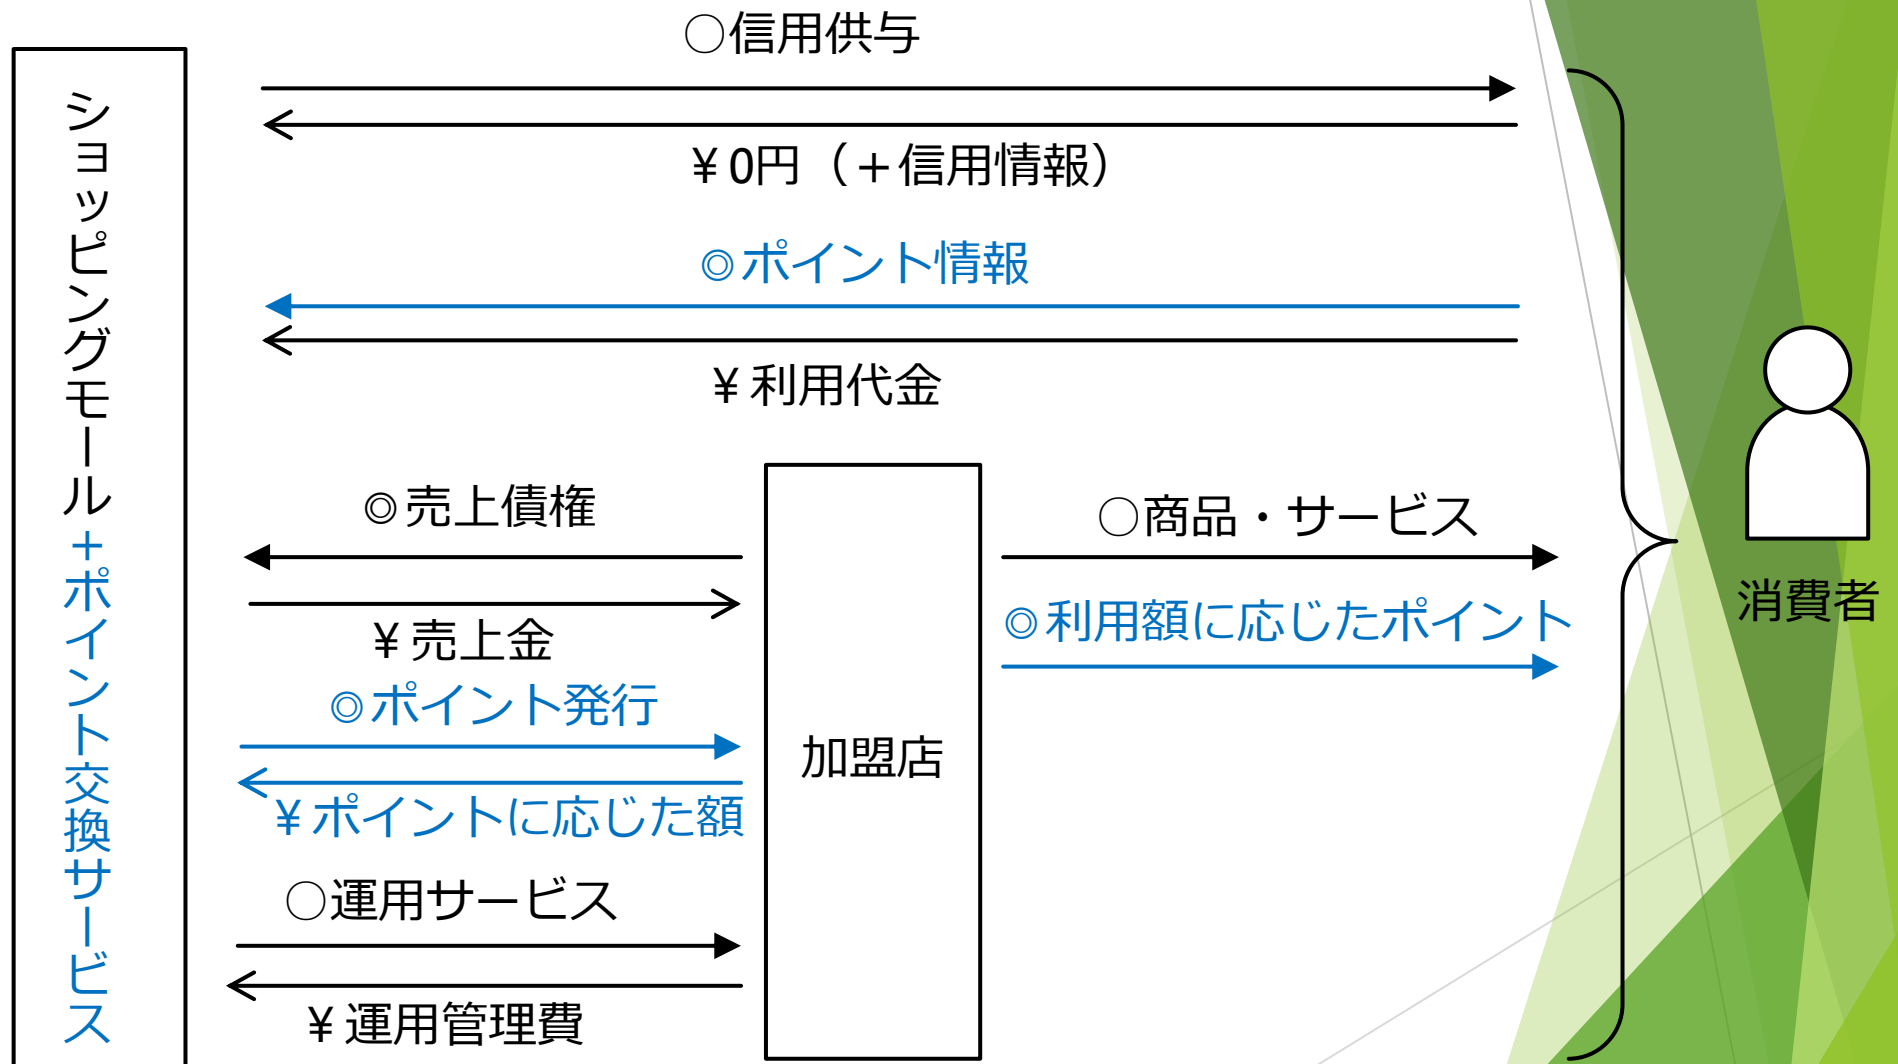 ○信用供与
¥0円（＋信用情報）
◎ポイント情報
¥利用代金
ショッピングモール+ポイント交換サービス
◎売上債権
¥売上金
◎ポイント発行
¥ポイントに応じた額
○運用サービス
¥運用管理費
加盟店
○商品・サービス
◎利用額に応じたポイント
消費者